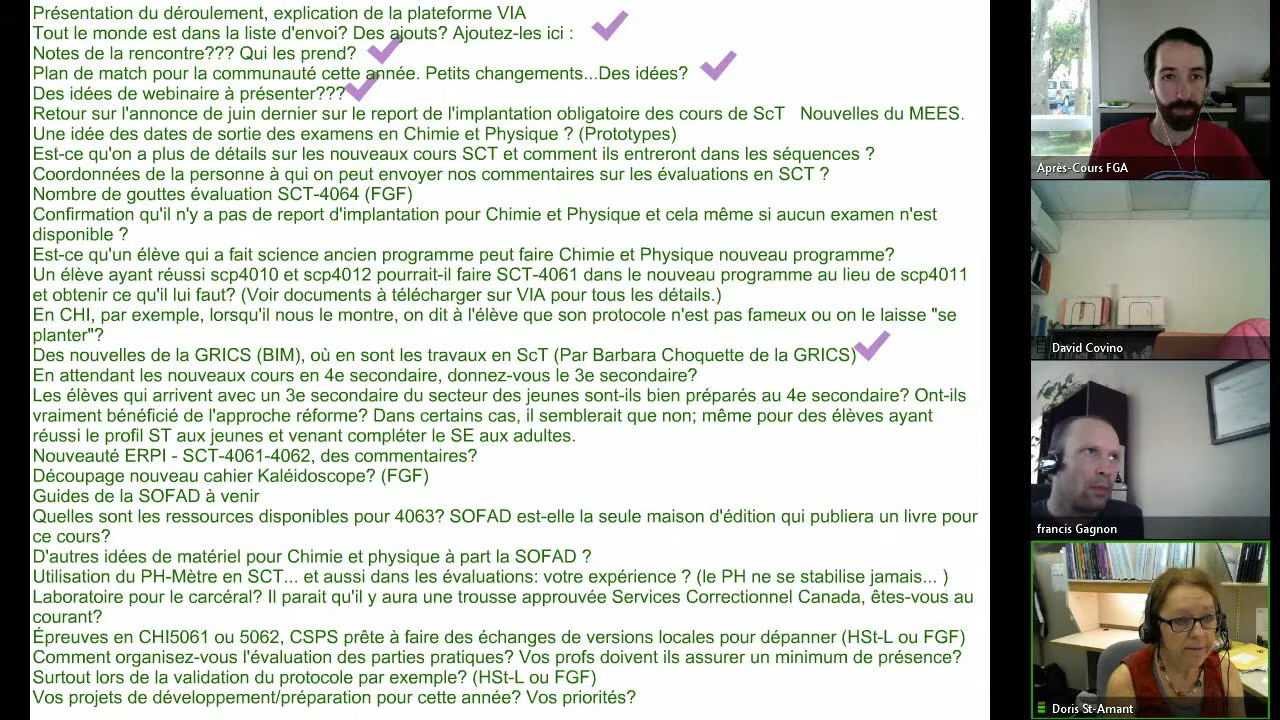 Présentation du déroulement, explication de la plateforme VIA
Tout le monde est dans la liste d'envoi? Des ajouts? Ajoutez-les ici :
Notes de la rencontre??? Qui les prend?
Plan de match pour la communauté cette année. Petits changements...Des idées?
Des idées de webinaire à présenter???
Retour sur l'annonce de juin dernier sur le report de l'implantation obligatoire des cours de ScT   Nouvelles du MEES.
Une idée des dates de sortie des examens en Chimie et Physique ? (Prototypes)
Est-ce qu'on a plus de détails sur les nouveaux cours SCT et comment ils entreront dans les séquences ?
Coordonnées de la personne à qui on peut envoyer nos commentaires sur les évaluations en SCT ?
Nombre de gouttes évaluation SCT-4064 (FGF)
Confirmation qu'il n'y a pas de report d'implantation pour Chimie et Physique et cela même si aucun examen n'est
disponible ?
Est-ce qu'un élève qui a fait science ancien programme peut faire Chimie et Physique nouveau programme?
Un élève ayant réussi scp4010 et scp4012 pourrait-il faire SCT-4061 dans le nouveau programme au lieu de scp4011
et obtenir ce qu'il lui faut? (Voir documents à télécharger sur VIA pour tous les détails.)
En CHI, par exemple, lorsqu'il nous le montre, on dit à l'élève que son protocole n'est pas fameux ou on le laisse "se
planter"?
Des nouvelles de la GRICS (BIM), où en sont les travaux en ScT (Par Barbara Choquette de la GRICS)
En attendant les nouveaux cours en 4e secondaire, donnez-vous le 3e secondaire?
Les élèves qui arrivent avec un 3e secondaire du secteur des jeunes sont-ils bien préparés au 4e secondaire? Ont-ils
vraiment bénéficié de l'approche réforme? Dans certains cas, il semblerait que non; même pour des élèves ayant
réussi le profil ST aux jeunes et venant compléter le SE aux adultes.
Nouveauté ERPI - SCT-4061-4062, des commentaires?
Découpage nouveau cahier Kaléidoscope? (FGF)
Guides de la SOFAD à venir
Quelles sont les ressources disponibles pour 4063? SOFAD est-elle la seule maison d'édition qui publiera un livre pour
ce cours?
D'autres idées de matériel pour Chimie et physique à part la SOFAD ?
Utilisation du PH-Mètre en SCT... et aussi dans les évaluations: votre expérience ? (le PH ne se stabilise jamais... )
Laboratoire pour le carcéral? Il parait qu'il y aura une trousse approuvée Services Correctionnel Canada, êtes-vous au
courant?
Épreuves en CHI5061 ou 5062, CSPS prête à faire des échanges de versions locales pour dépanner (HSt-L ou FGF)
Comment organisez-vous l'évaluation des parties pratiques? Vos profs doivent ils assurer un minimum de présence?
Surtout lors de la validation du protocole par exemple? (HSt-L ou FGF)
Vos projets de développement/préparation pour cette année? Vos priorités?
Après-Cours FGA
David Covino
francis Gagnon
Doris St-Amant